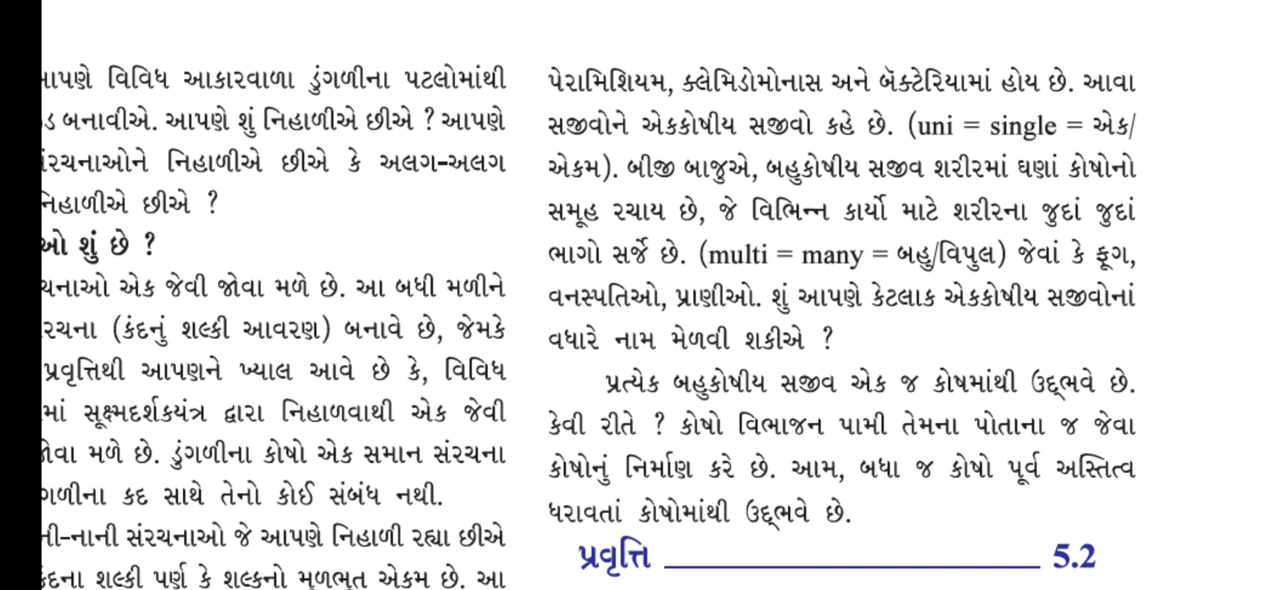 આપણે વિવિધ આકારવાળા ડુંગળીના પટલોમાંથી
બનાવીએ. આપણે શું નિહાળીએ છીએ ? આપણે
સંરચનાઓને નિહાળીએ છીએ કે અલગ-અલગ
નિહાળીએ છીએ ?
શું છે ?
એક જેવી જોવા મળે છે. આ બધી મળીને
(કંદનું શલ્કી આવરણ) બનાવે છે, જેમકે
પ્રવૃત્તિથી આપણને ખ્યાલ આવે છે કે, વિવિધ
માં સૂક્ષ્મદર્શકયંત્ર દ્વારા નિહાળવાથી એક જેવી
જોવા મળે છે. ડુંગળીના કોષો એક સમાન સંરચના
કદ સાથે તેનો કોઈ સંબંધ નથી.
ની-નાની સંરચનાઓ જે આપણે નિહાળી રહ્યા છીએ
કંદના શલ્કી પર્ણ કે શલ્કનો મૂળભૂત એકમ છે. આ
પેરામિશિયમ, ક્લેમિડોમોનાસ અને બૅક્ટેરિયામાં હોય છે. આવા
સજીવોને એકકોષીય સજીવો કહે છે. (uni = single = એક/
એકમ). બીજી બાજુએ, બહુકોષીય સજીવ શરીરમાં ઘણાં કોષોનો
સમૂહ રચાય છે, જે વિભિન્ન કાર્યો માટે શરીરના જુદાં જુદાં
ભાગો સર્જે છે. (multi = many = બહુ/વિપુલ) જેવાં કે ફૂગ,
વનસ્પતિઓ, પ્રાણીઓ. શું આપણે કેટલાક એકકોષીય સજીવોનાં
વધારે નામ મેળવી શકીએ ?
પ્રત્યેક બહુકોષીય સજીવ એક જ કોષમાંથી ઉદ્ભવે છે.
કેવી રીતે ? કોષો વિભાજન પામી તેમના પોતાના જ જેવા
કોષોનું નિર્માણ કરે છે. આમ, બધા જ કોષો પૂર્વ અસ્તિત્વ
ધરાવતાં કોષોમાંથી ઉદ્ભવે છે.
પ્રવૃત્તિ 5.2